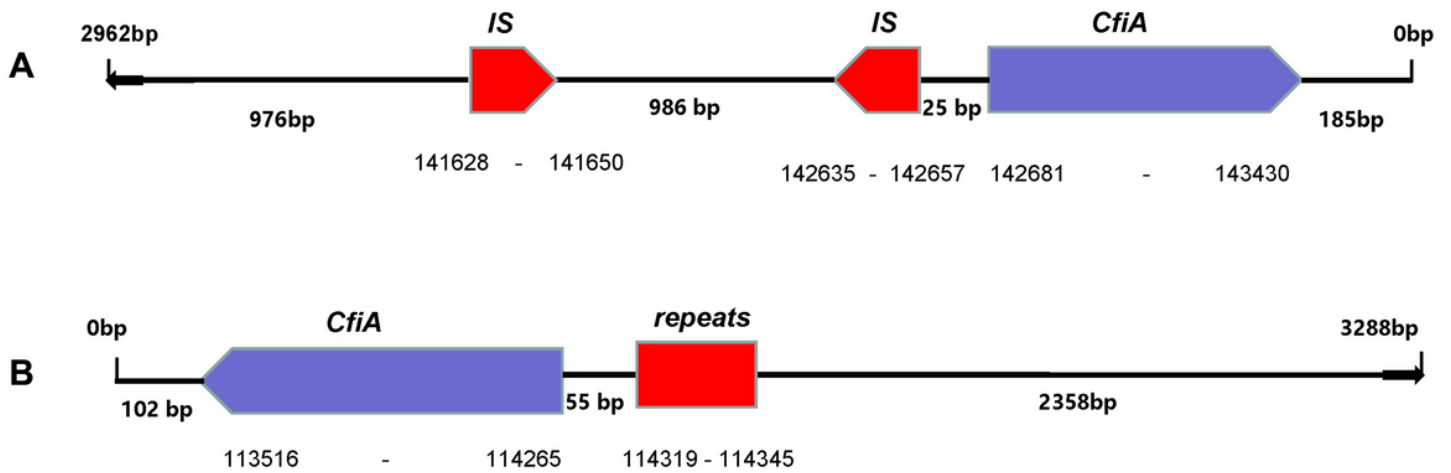 IS IS CfiA
2962bp 0bp
A
976bp 986 bp 25 bp 185bp
141628 - 141650 142635 - 142657 142681 - 143430
CfiA repeats
0bp 3288bp
B
102 bp 55 bp 2358bp
113516 - 114265 114319 - 114345